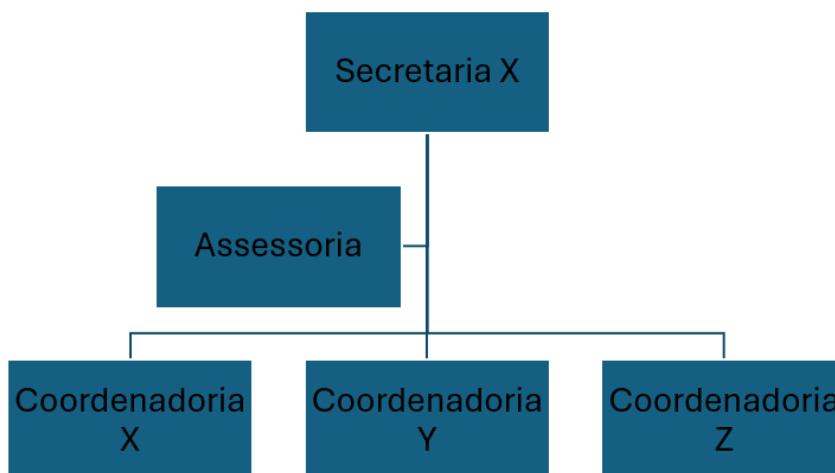 Secretaria X
Assessoria
Coordenadoria
X
Coordenadoria
Y
Coordenadoria
Z